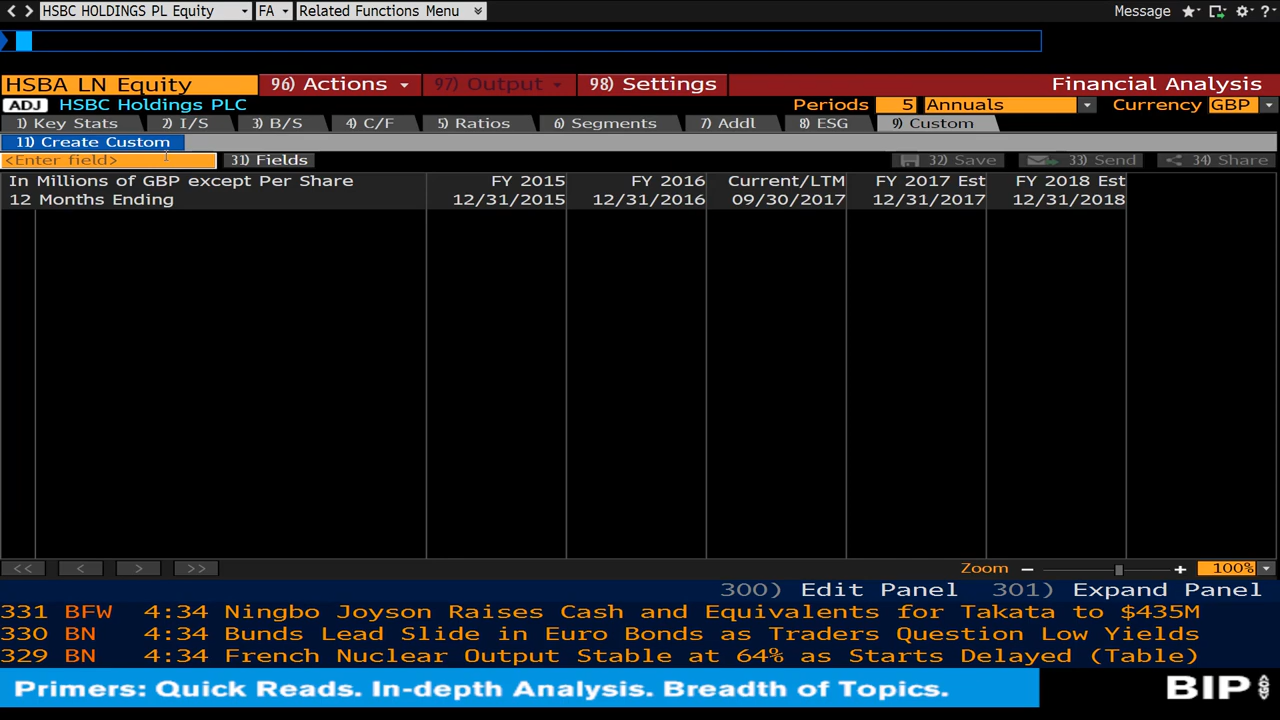 HSBC HOLDINGS PL Equity FA Related Functions Menu Message
HSBA LN Equity 96) Actions 97) Output 98) Settings Financial Analysis
ADJ HSBC Holdings PLC Periods 5 Annuals Currency GBP
1) Key Stats 2) I/S 3) B/S 4) C/F 5) Ratios 6) Segments 7) Addl 8) ESG 9) Custom
11) Create Custom
<Enter field> 31) Fields 32) Save 33) Send 34) Share
In Millions of GBP except Per Share FY 2015 FY 2016 Current/LTM FY 2017 Est FY 2018 Est
12 Months Ending 12/31/2015 12/31/2016 09/30/2017 12/31/2017 12/31/2018
<< < > >> Zoom − + 100%
300) Edit Panel 301) Expand Panel
331 BFW 4:34 Ningbo Joyson Raises Cash and Equivalents for Takata to $435M
330 BN 4:34 Bunds Lead Slide in Euro Bonds as Traders Question Low Yields
329 BN 4:34 French Nuclear Output Stable at 64% as Starts Delayed (Table)
Primers: Quick Reads. In-depth Analysis. Breadth of Topics. BIP